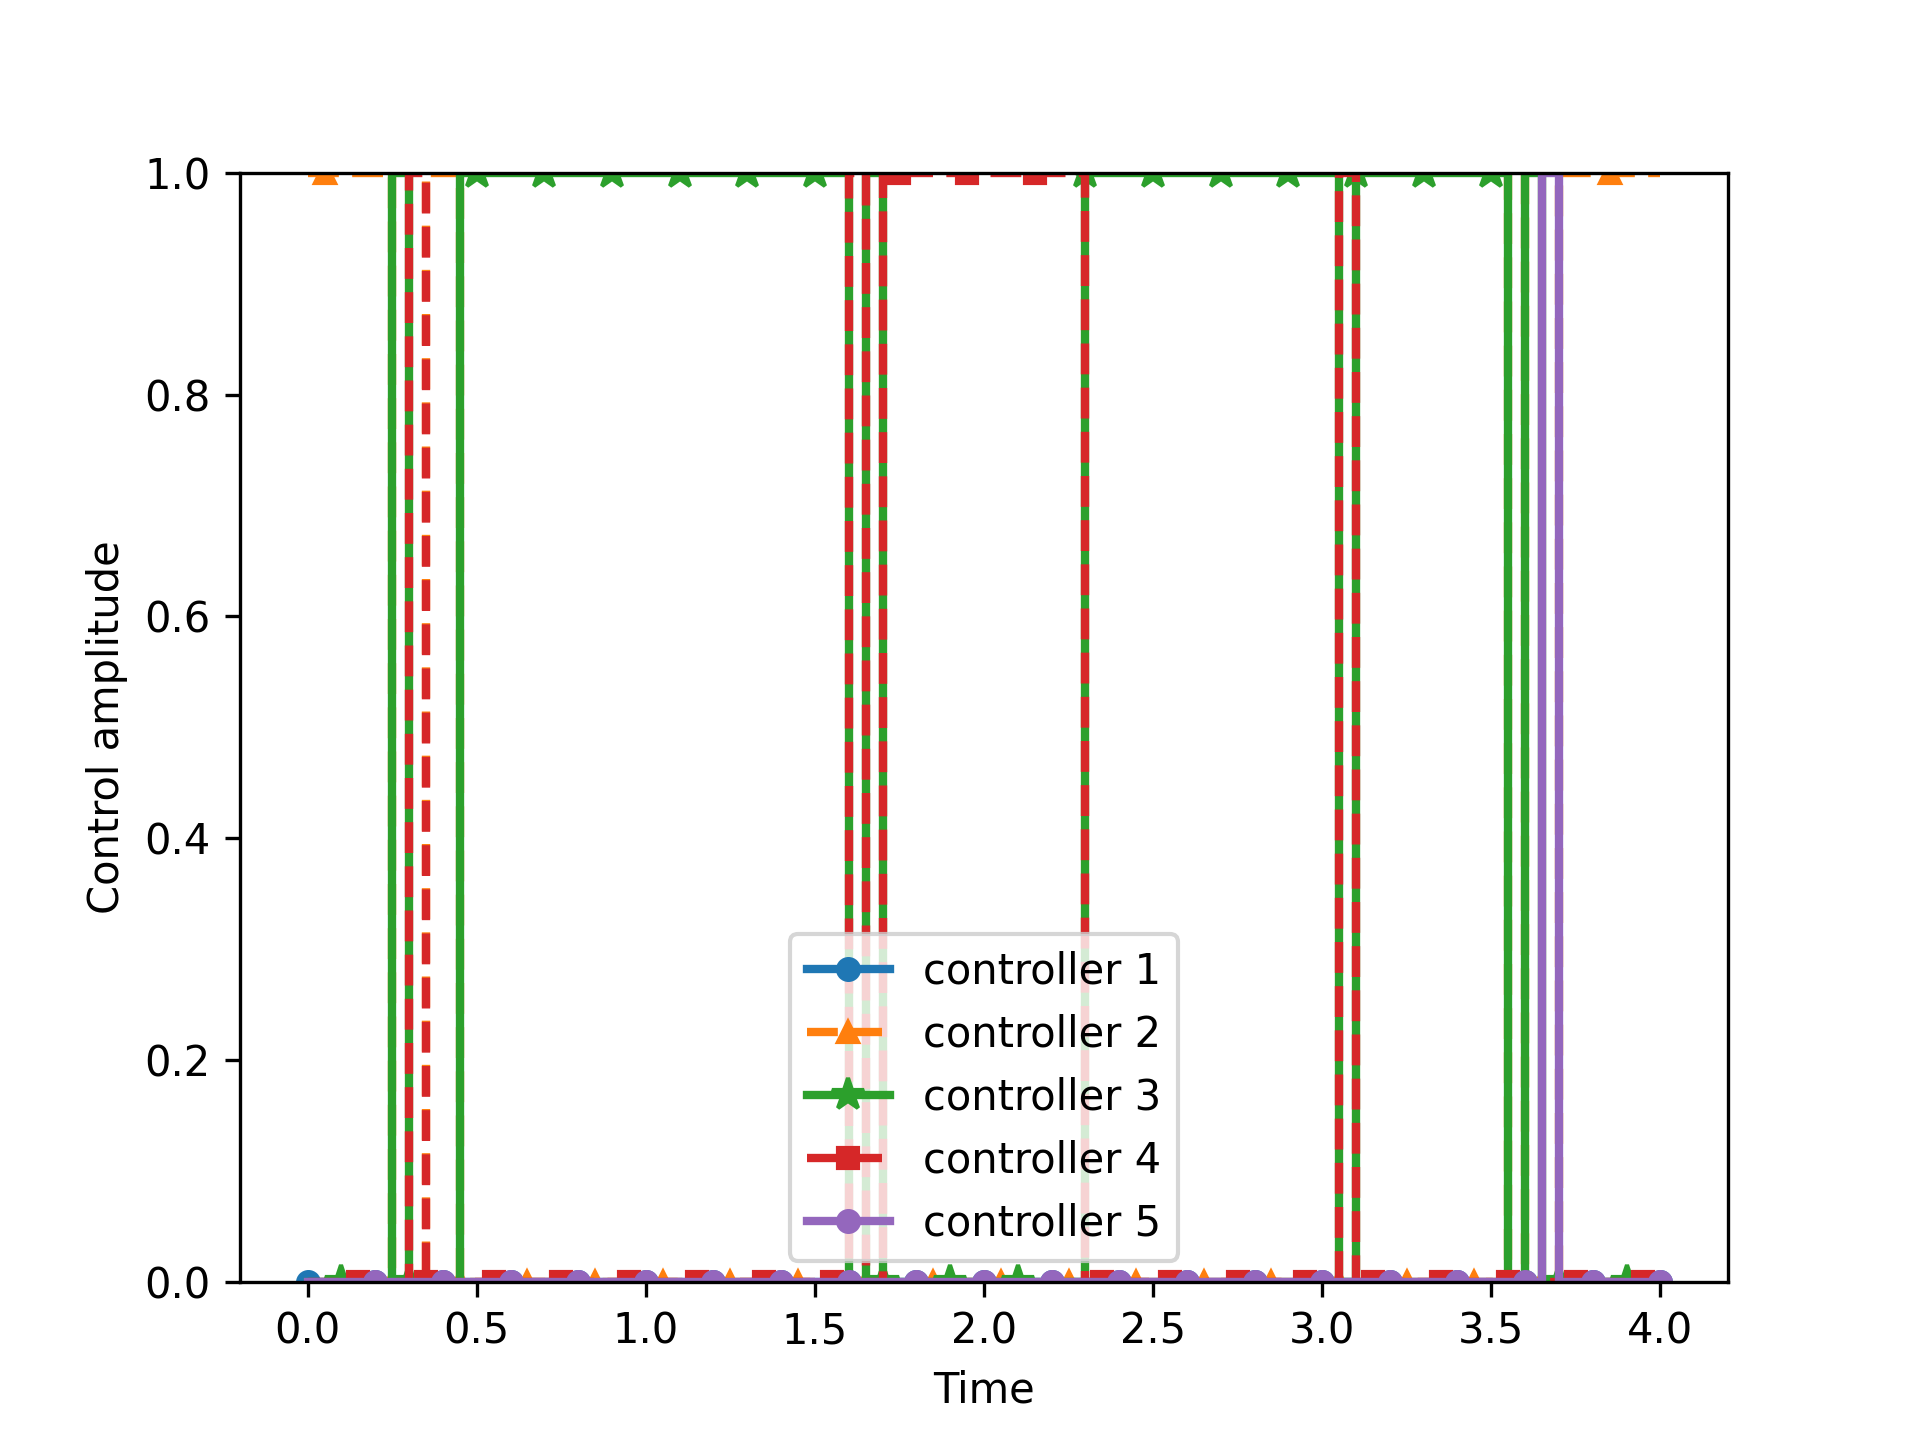 1.0
0.8
0.6
0.4
0.2
0.0
Control amplitude
controller 1
controller 2
controller 3
controller 4
controller 5
0.0 0.5 1.0 1.5 2.0 2.5 3.0 3.5 4.0
Time